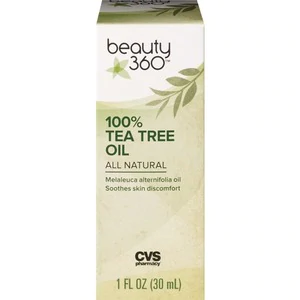 beauty
360™
100%
TEA TREE
OIL
ALL NATURAL
Melaleuca alternifolia oil
Soothes skin discomfort
CVS
pharmacy
1 FL OZ (30 mL)